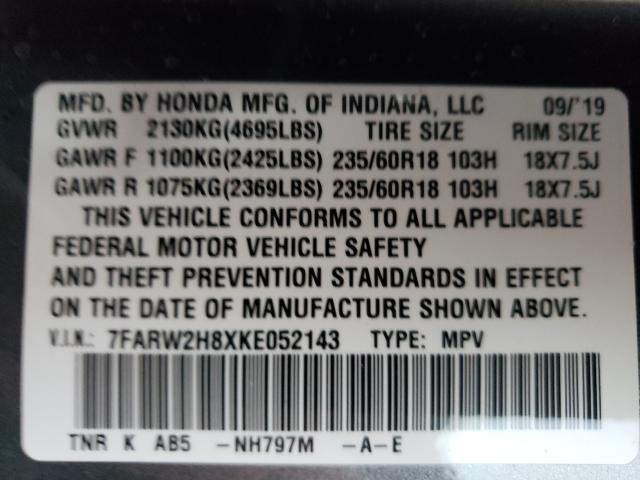 MFD. BY HONDA MFG. OF INDIANA, LLC 09/'19
GVWR 2130KG(4695LBS) TIRE SIZE RIM SIZE
GAWR F 1100KG(2425LBS) 235/60R18 103H 18X7.5J
GAWR R 1075KG(2369LBS) 235/60R18 103H 18X7.5J
THIS VEHICLE CONFORMS TO ALL APPLICABLE
FEDERAL MOTOR VEHICLE SAFETY
AND THEFT PREVENTION STANDARDS IN EFFECT
ON THE DATE OF MANUFACTURE SHOWN ABOVE.
V.I.N.: 7FARW2H8XKE052143 TYPE: MPV
TNR K AB5 -NH797M -A-E